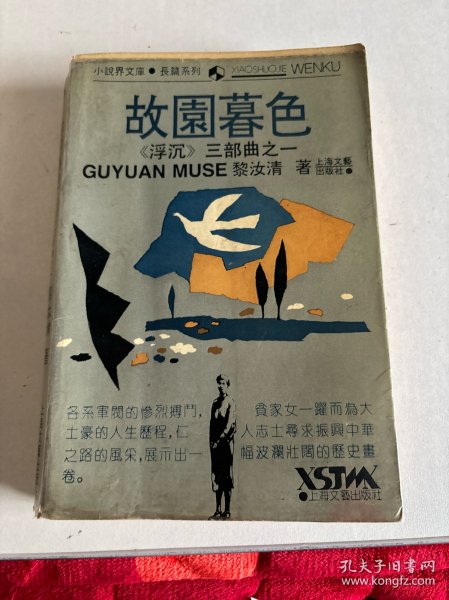 小說界文庫●長篇系列 XIAOSHUOJIE WENKU
故園暮色
《浮沉》三部曲之一
GUYUAN MUSE 黎汝清 著 上海文藝出版社●
各系軍閥的慘烈搏鬥，貧家女一躍而為大
土豪的人生歷程，仁人志士尋求振興中華
之路的風采，展示出一幅波瀾壯闊的歷史畫
卷。
XSJWK
●上海文藝出版社
孔夫子旧书网
www.kongfz.com